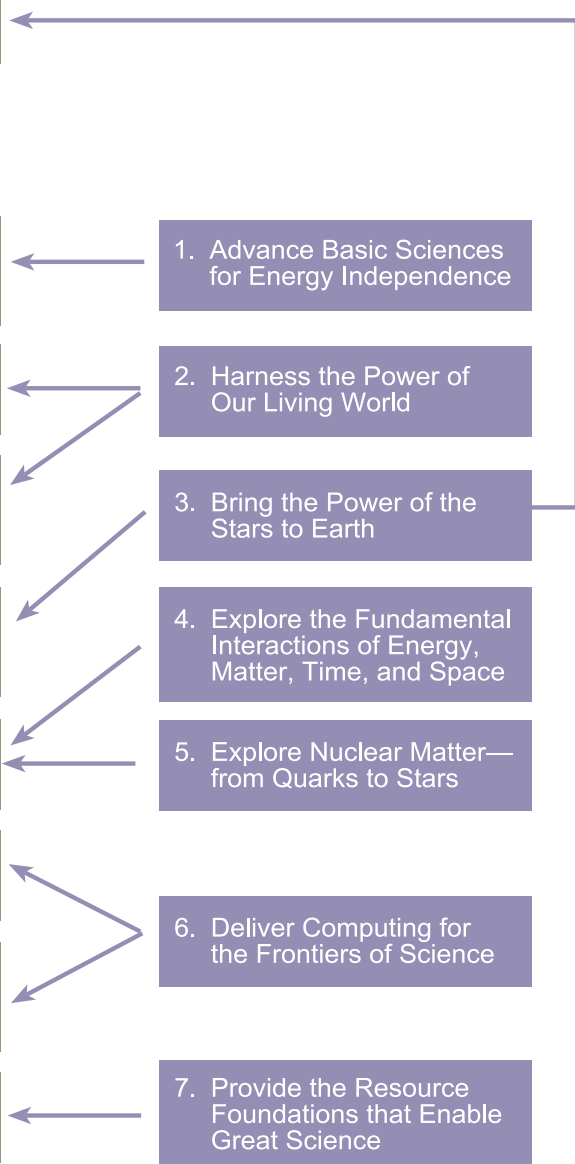 1. Advance Basic Sciences
for Energy Independence
2. Harness the Power of
Our Living World
3. Bring the Power of the
Stars to Earth
4. Explore the Fundamental
Interactions of Energy,
Matter, Time, and Space
5. Explore Nuclear Matter—
from Quarks to Stars
6. Deliver Computing for
the Frontiers of Science
7. Provide the Resource
Foundations that Enable
Great Science